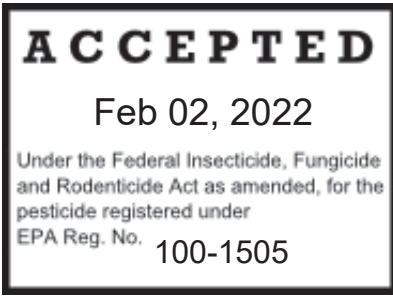 ACCEPTED
Feb 02, 2022
Under the Federal Insecticide, Fungicide
and Rodenticide Act as amended, for the
pesticide registered under
EPA Reg. No. 100-1505